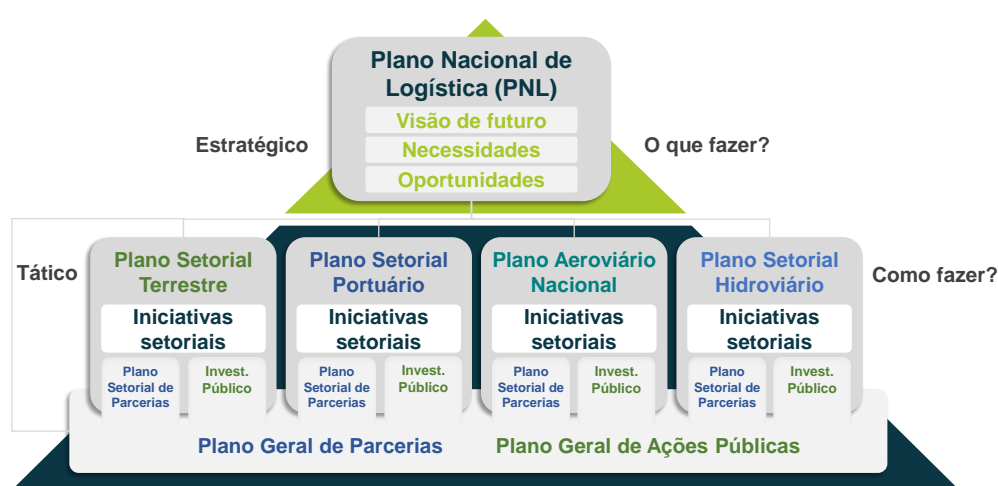 Plano Nacional de
Logística (PNL)
Visão de futuro
Necessidades
Oportunidades
Estratégico
O que fazer?
Tático
Como fazer?
Plano Setorial
Terrestre
Iniciativas
setoriais
Plano
Setorial de
Parcerias
Invest.
Público
Plano Setorial
Portuário
Iniciativas
setoriais
Plano
Setorial de
Parcerias
Invest.
Público
Plano Aeroviário
Nacional
Iniciativas
setoriais
Plano
Setorial de
Parcerias
Invest.
Público
Plano Setorial
Hidroviário
Iniciativas
setoriais
Plano
Setorial de
Parcerias
Invest.
Público
Plano Geral de Parcerias
Plano Geral de Ações Públicas